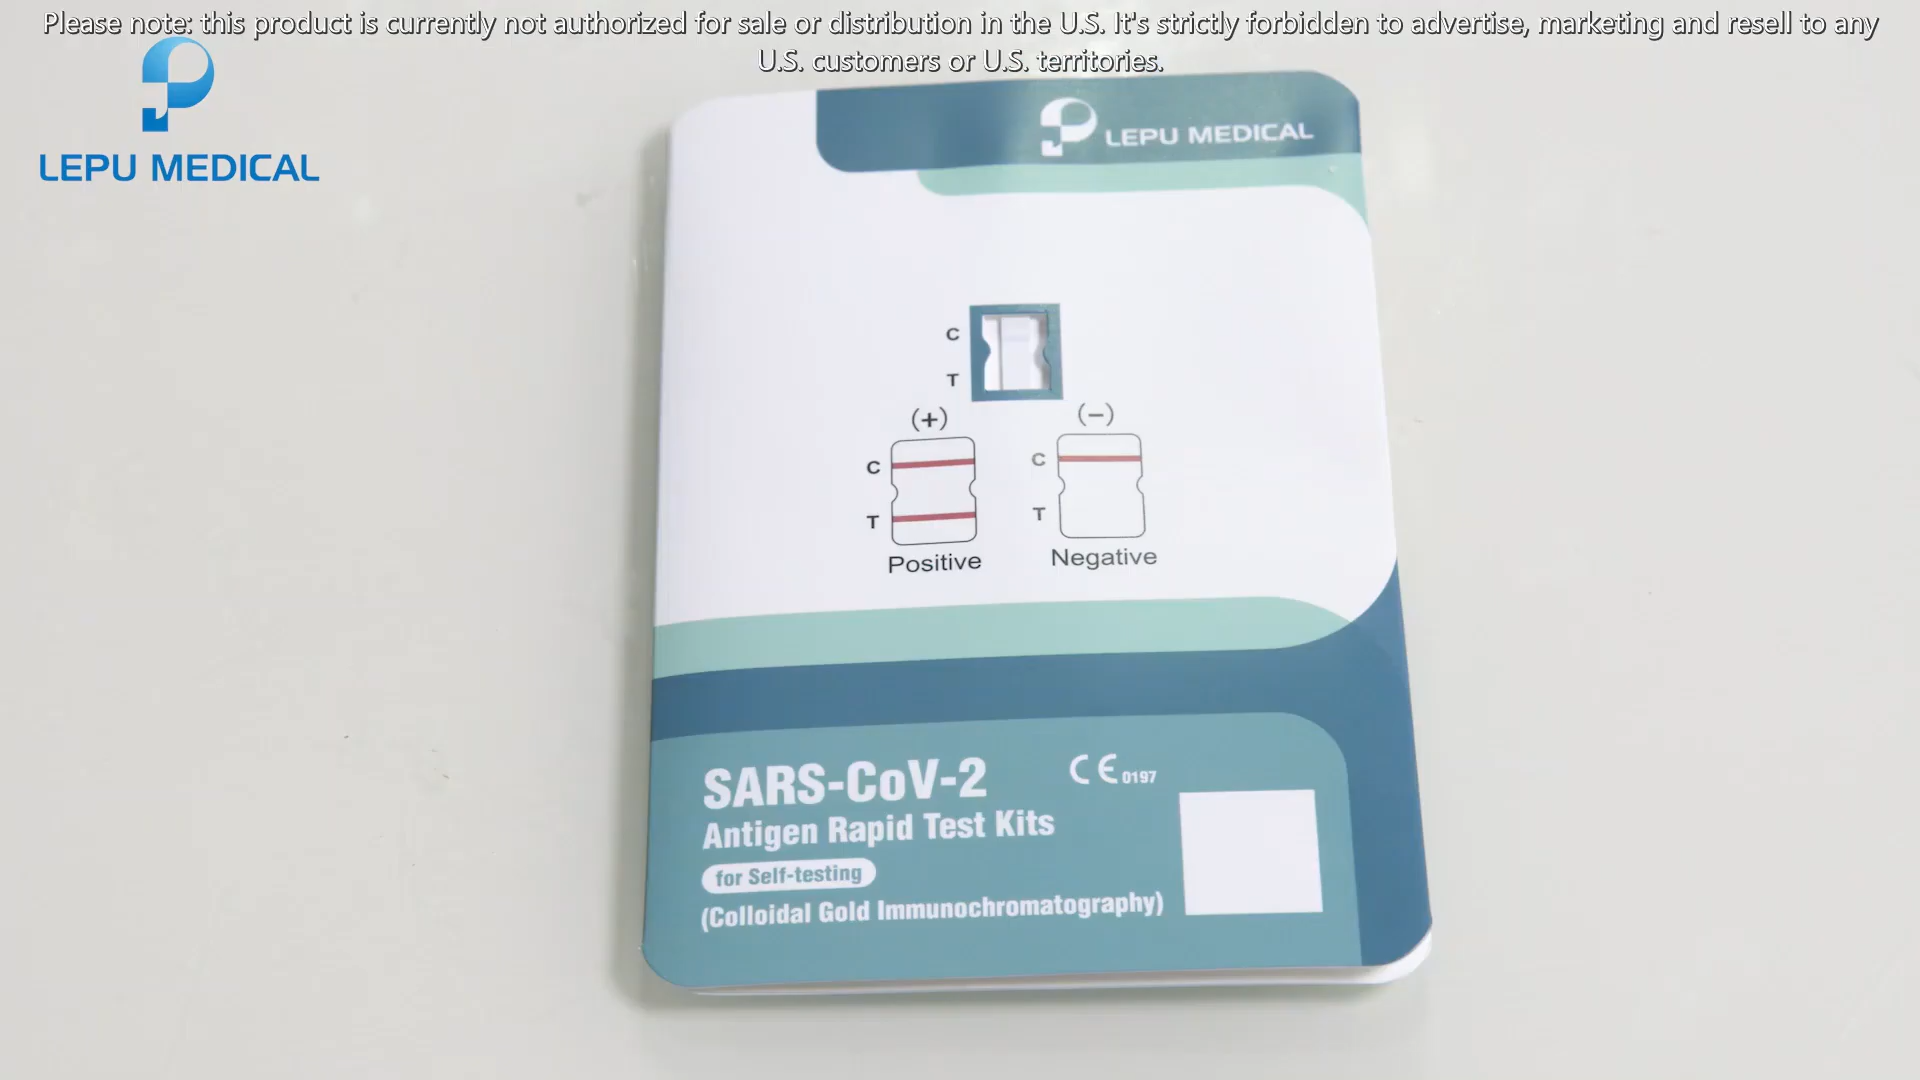 Please note: this product is currently not authorized for sale or distribution in the U.S. It's strictly forbidden to advertise, marketing and resell to any
U.S. customers or U.S. territories.
LEPU MEDICAL
LEPU MEDICAL
C
T
(+)
(−)
C
C
T
T
Positive
Negative
SARS-CoV-2
CE 0197
Antigen Rapid Test Kits
for Self-testing
(Colloidal Gold Immunochromatography)